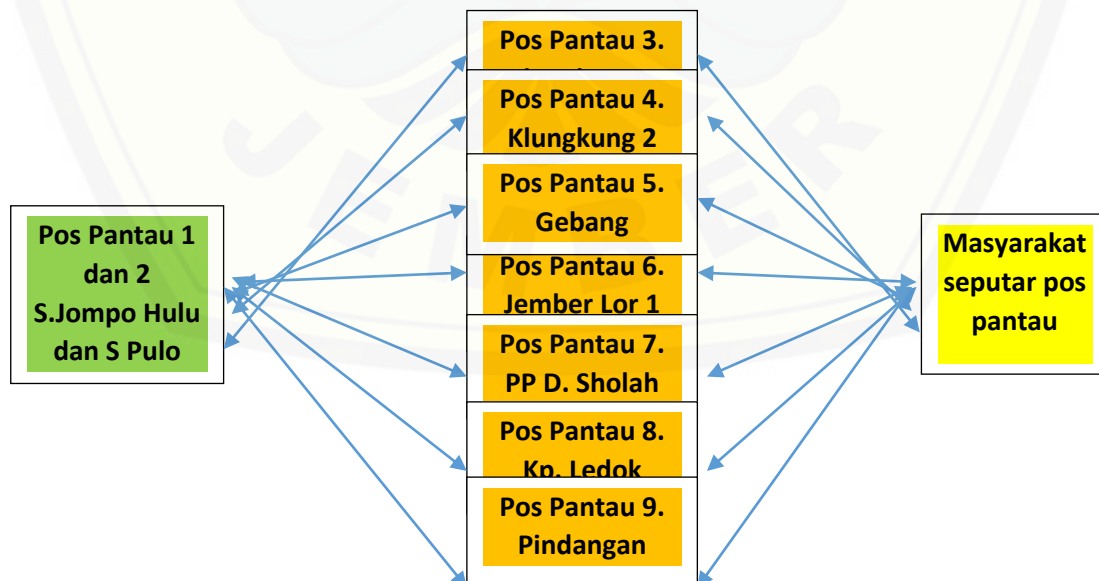 Pos Pantau 3.
Pos Pantau 4.
Klungkung 2
Pos Pantau 5.
Gebang
Pos Pantau 6.
Jember Lor 1
Pos Pantau 7.
PP D. Sholah
Pos Pantau 8.
Kp. Ledok
Pos Pantau 9.
Pindangan
Pos Pantau 1
dan 2
S.Jompo Hulu
dan S Pulo
Masyarakat
seputar pos
pantau
JEMBER